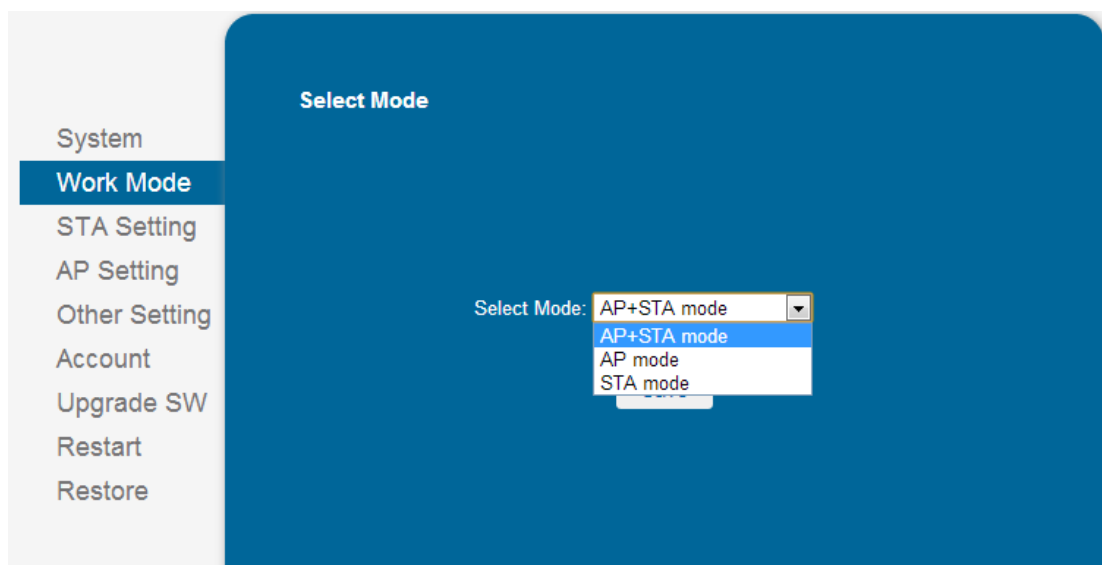 Select Mode
System
Work Mode
STA Setting
AP Setting
Other Setting
Account
Upgrade SW
Restart
Restore
Select Mode: AP+STA mode
AP+STA mode
AP mode
STA mode